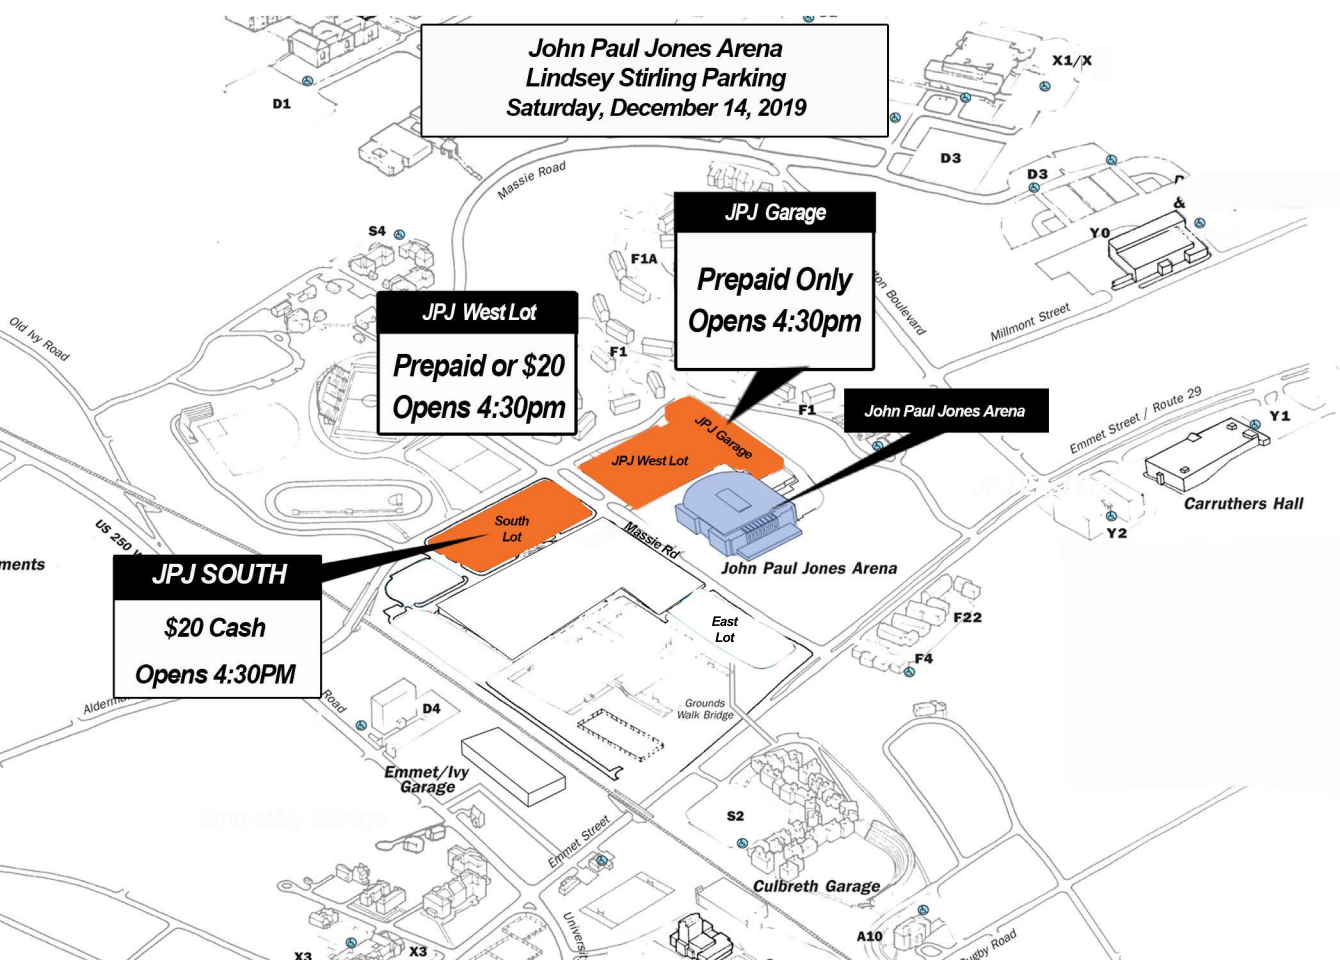 John Paul Jones Arena
Lindsey Stirling Parking
Saturday, December 14, 2019
D1
X1/X
D3
D3
Massie Road
&
Y0
S4
F1A
JPJ Garage
Prepaid Only
Opens 4:30pm
Boulevard
Millmont Street
Old Ivy Road
JPJ West Lot
Prepaid or $20
Opens 4:30pm
F1
F1
John Paul Jones Arena
Emmet Street / Route 29
Y1
JPJ Garage
JPJ West Lot
Carruthers Hall
Y2
South
Lot
Massie Rd
US 250
John Paul Jones Arena
JPJ SOUTH
$20 Cash
Opens 4:30PM
East
Lot
F22
F4
Road
D4
Grounds
Walk Bridge
Emmet/Ivy
Garage
Emmet/Ivy Garage
S2
Emmet Street
Culbreth Garage
A10
X3
X3